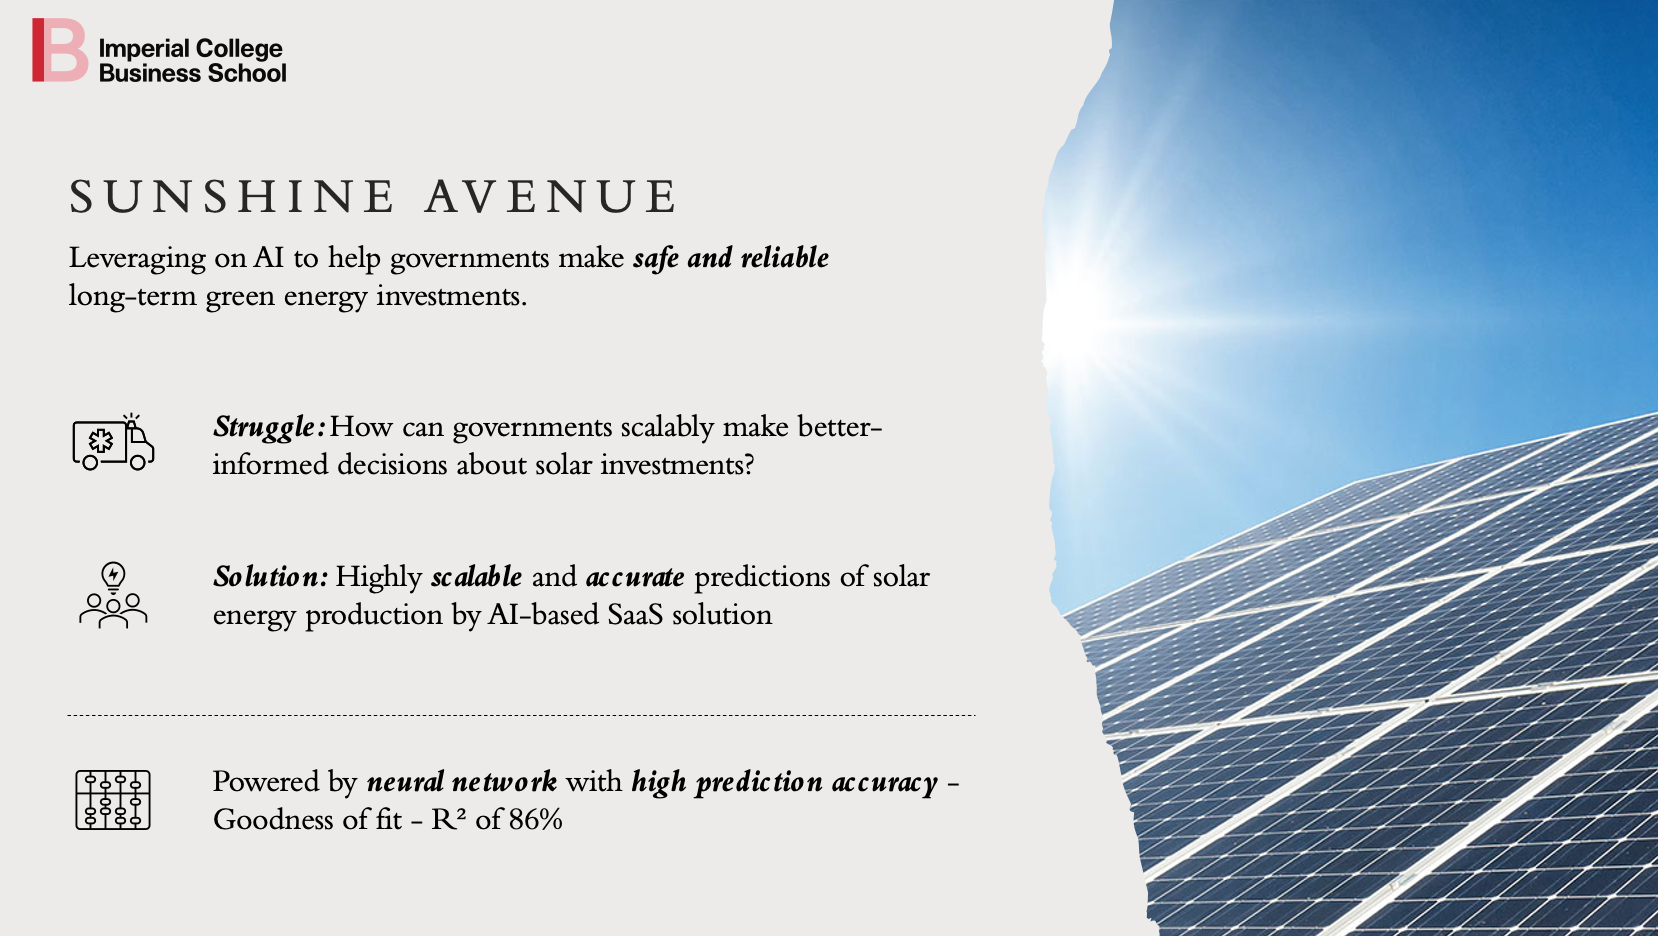 Imperial College
Business School
SUNSHINE AVENUE
Leveraging on AI to help governments make safe and reliable
long-term green energy investments.
Struggle: How can governments scalably make better-
informed decisions about solar investments?
Solution: Highly scalable and accurate predictions of solar
energy production by AI-based SaaS solution
Powered by neural network with high prediction accuracy -
Goodness of fit - R² of 86%